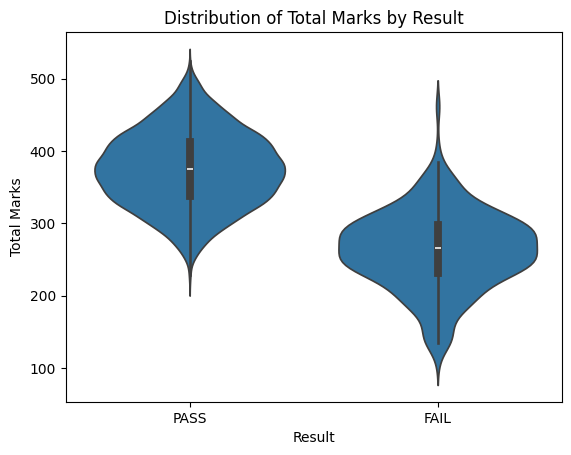 Distribution of Total Marks by Result
Total Marks
500
400
300
200
100
PASS
FAIL
Result